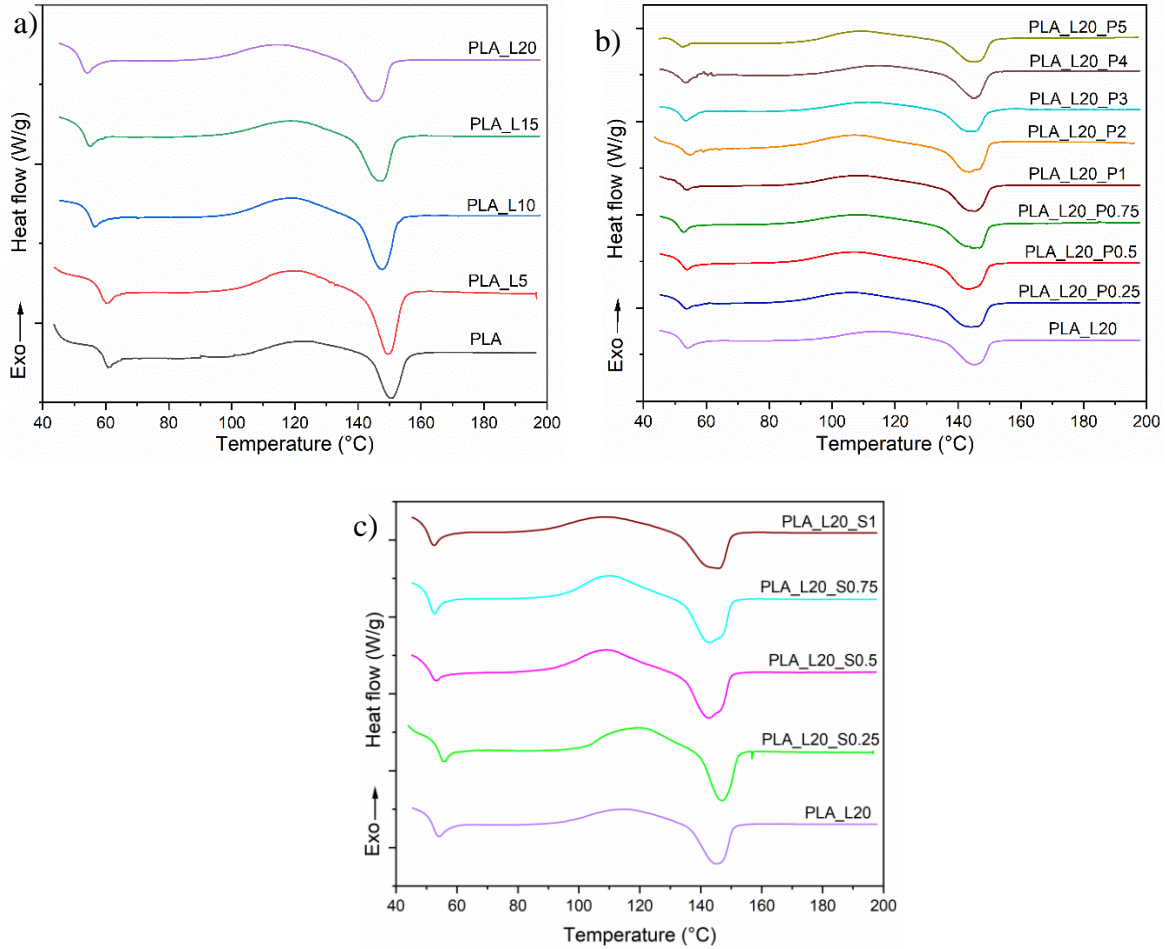 a)
PLA_L20
PLA_L15
PLA_L10
PLA_L5
PLA
Exo
Heat flow (W/g)
40 60 80 100 120 140 160 180 200
Temperature (°C)
b)
PLA_L20_P5
PLA_L20_P4
PLA_L20_P3
PLA_L20_P2
PLA_L20_P1
PLA_L20_P0.75
PLA_L20_P0.5
PLA_L20_P0.25
PLA_L20
Exo
Heat flow (W/g)
40 60 80 100 120 140 160 180 200
Temperature (°C)
c)
PLA_L20_S1
PLA_L20_S0.75
PLA_L20_S0.5
PLA_L20_S0.25
PLA_L20
Exo
Heat flow (W/g)
40 60 80 100 120 140 160 180 200
Temperature (°C)